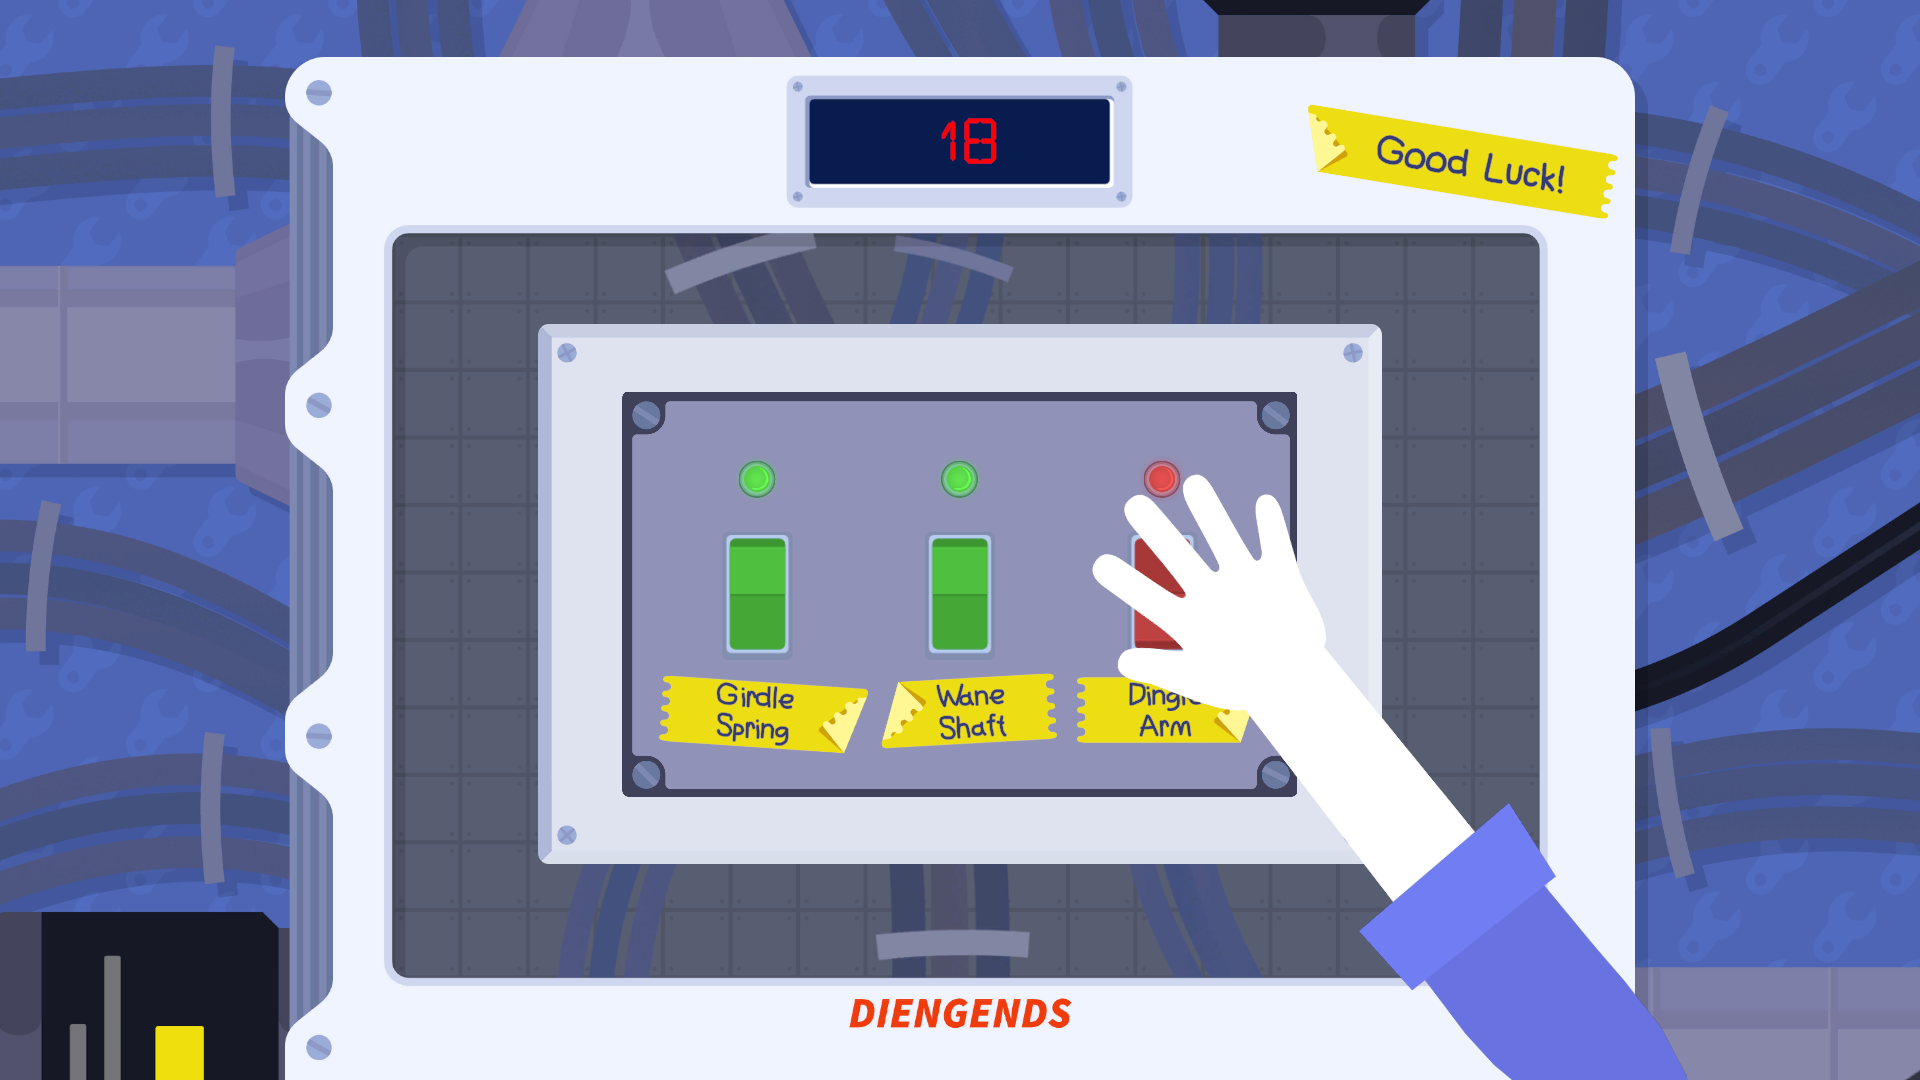 18
Good Luck!
Girdle
Spring
Wane
Shaft
Arm
DIENGENDS